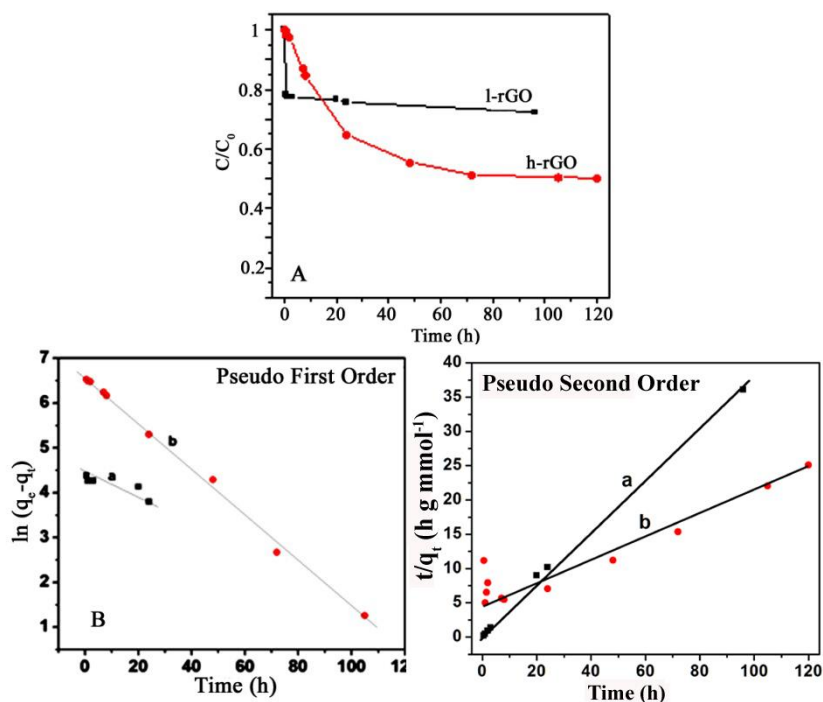 A
1
0.8
0.6
0.4
0.2
C/C0
l-rGO
h-rGO
0 20 40 60 80 100 120
Time (h)
7
6
5
4
3
2
1
ln (qe-qt)
Pseudo First Order
b
B
0 20 40 60 80 100 120
Time (h)
40
35
30
25
20
15
10
5
0
t/qt (h g mmol-1)
Pseudo Second Order
a
b
0 20 40 60 80 100 120
Time (h)